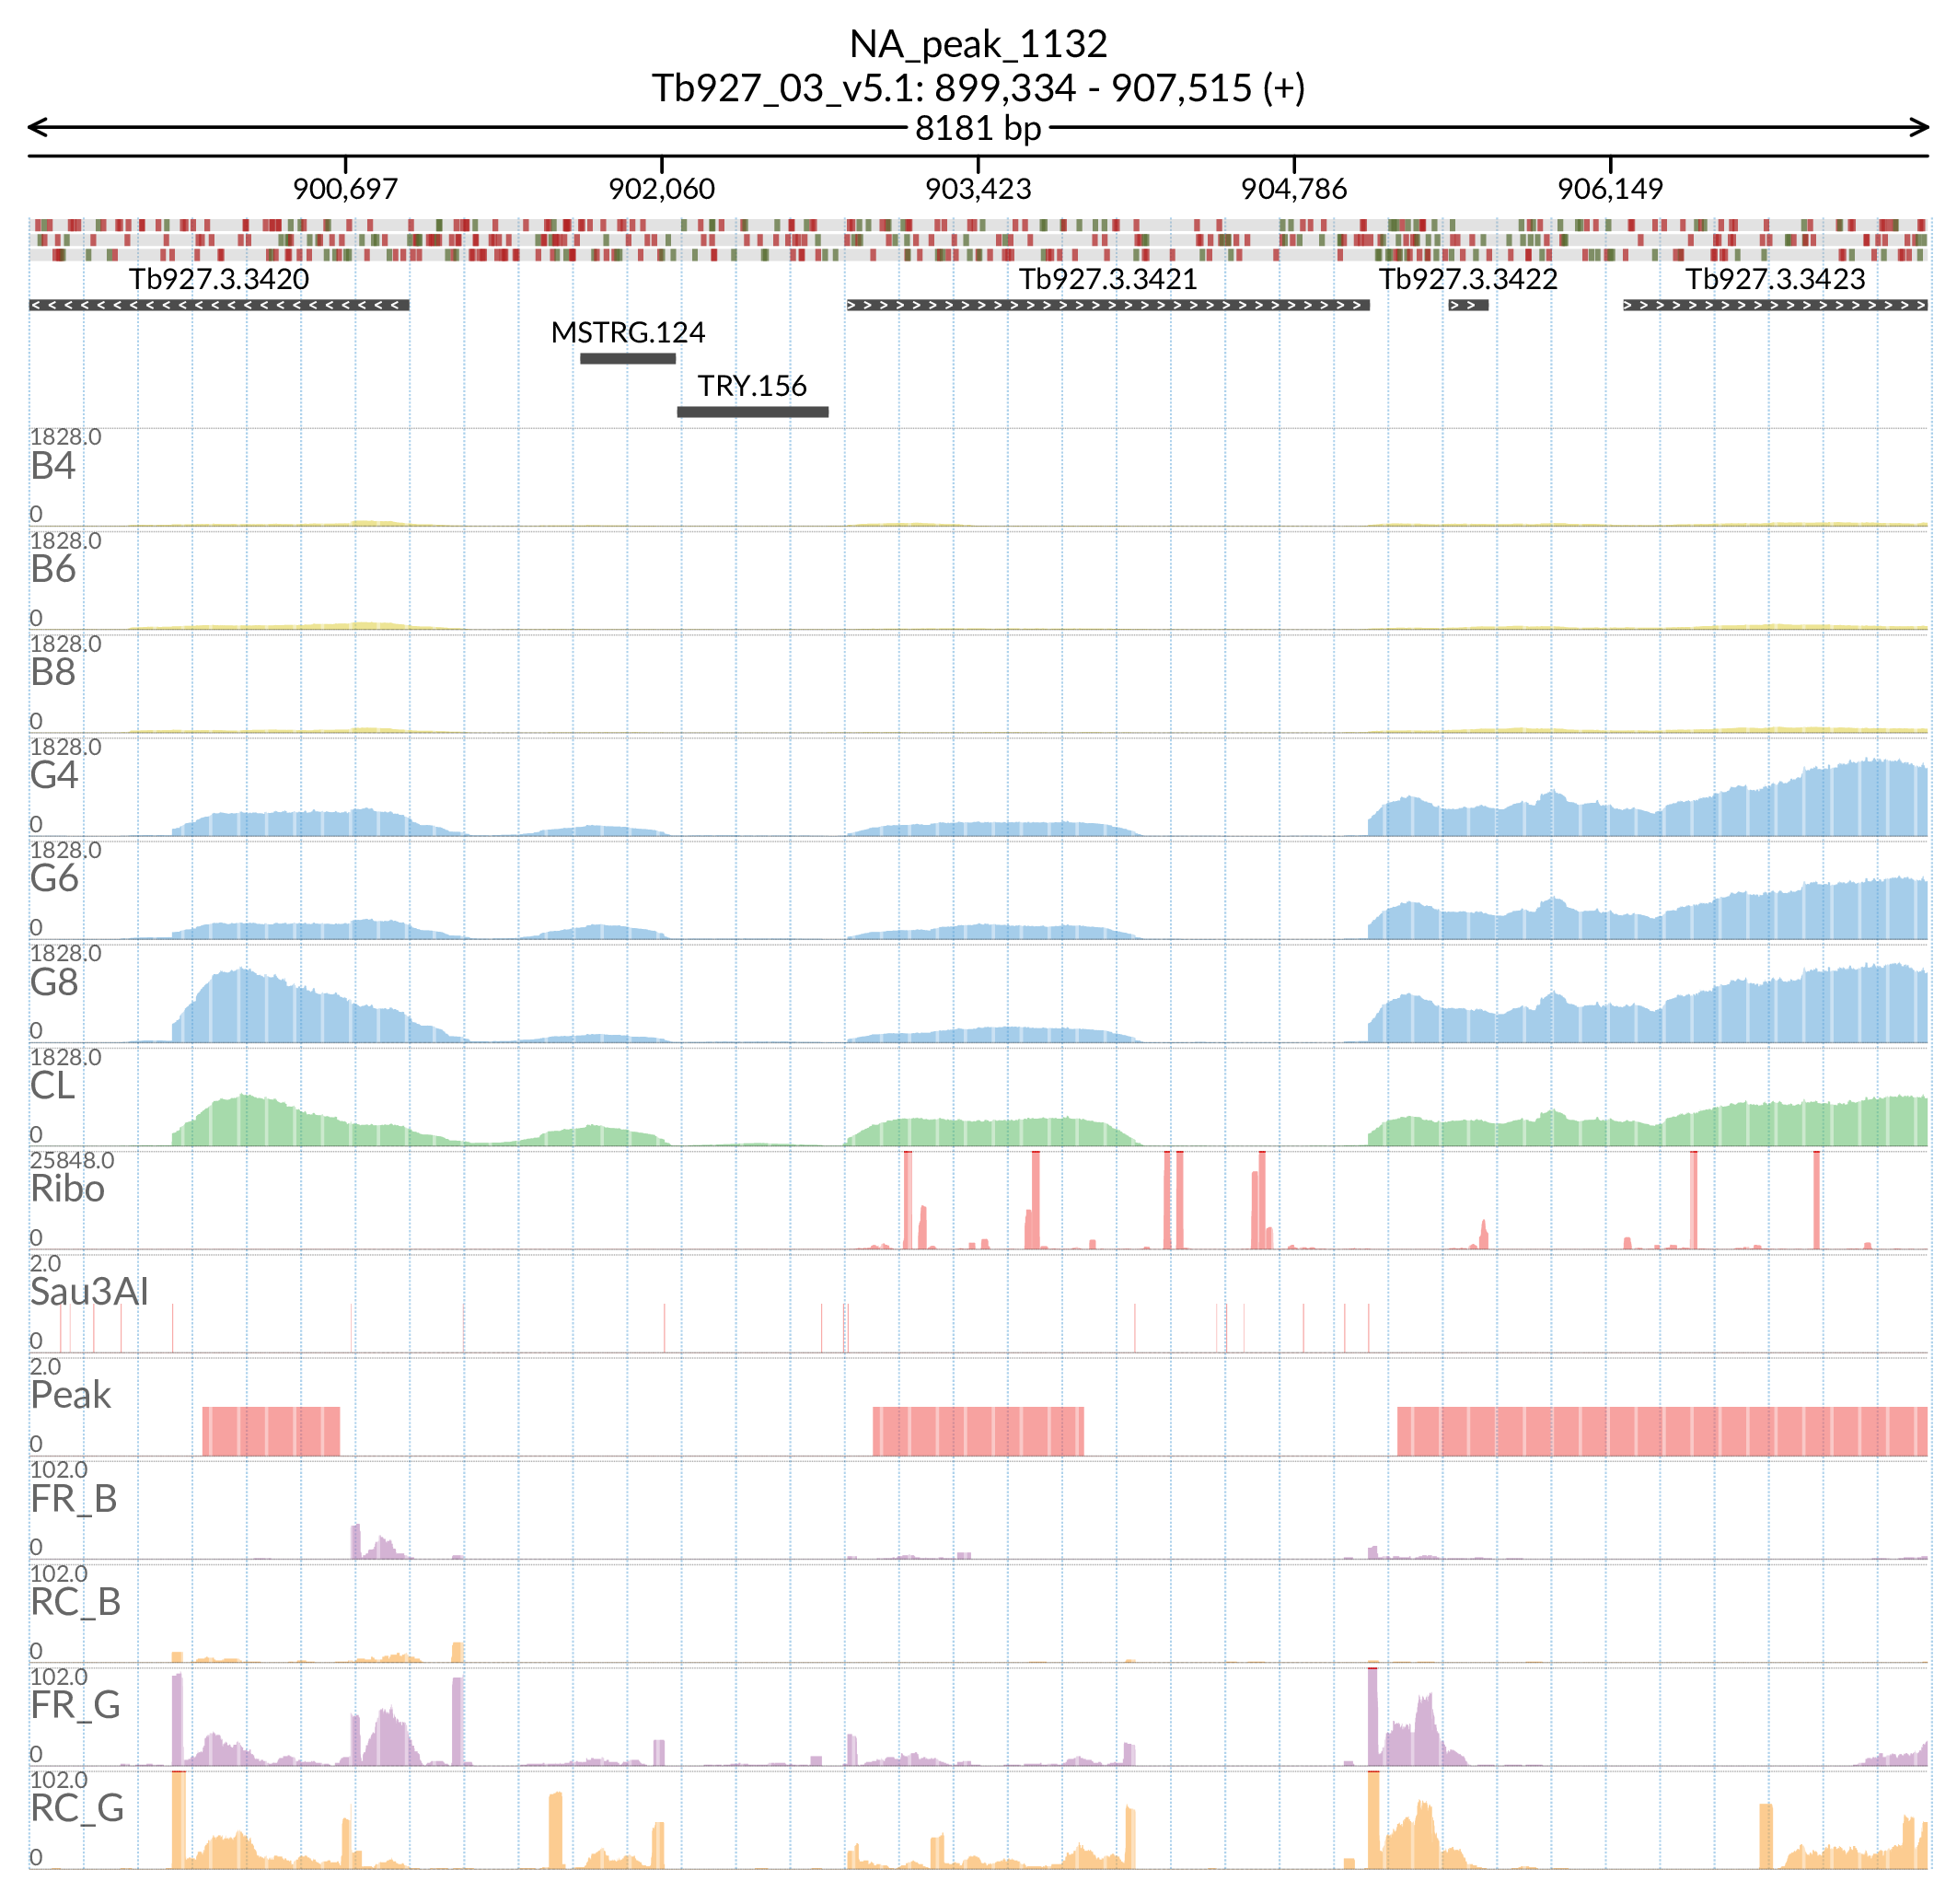 NA_peak_1132
Tb927_03_v5.1: 899,334 - 907,515 (+)
8181 bp
900,697 902,060 903,423 904,786 906,149
Tb927.3.3420 Tb927.3.3421 Tb927.3.3422 Tb927.3.3423
MSTRG.124
TRY.156
1828.0
B4
0
1828.0
B6
0
1828.0
B8
0
1828.0
G4
0
1828.0
G6
0
1828.0
G8
0
1828.0
CL
0
25848.0
Ribo
0
2.0
Sau3AI
0
2.0
Peak
0
102.0
FR_B
0
102.0
RC_B
0
102.0
FR_G
0
102.0
RC_G
0